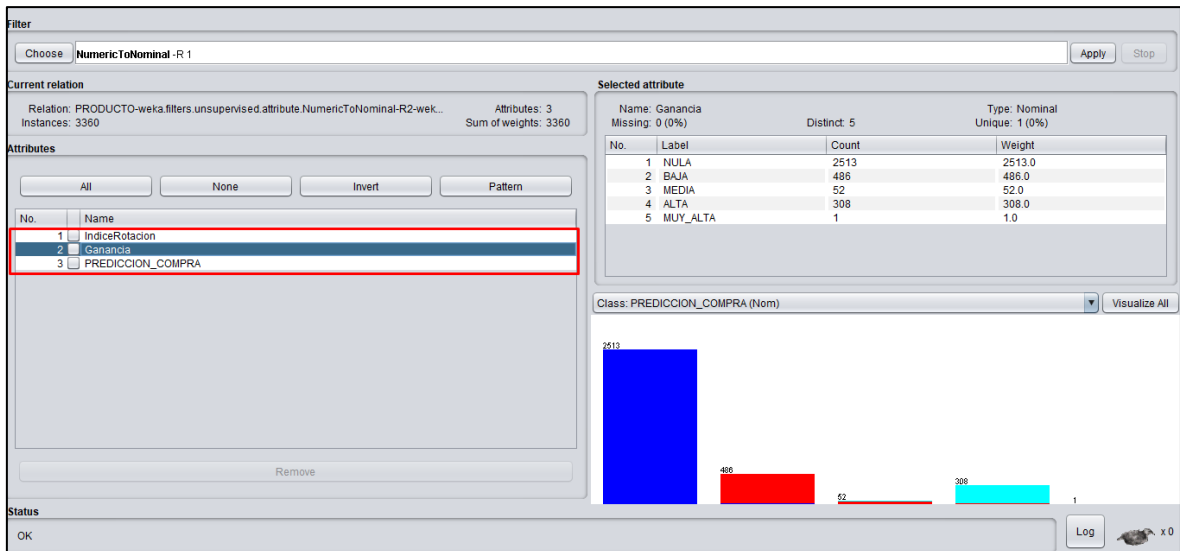 Filter
Choose NumericToNominal -R 1 Apply Stop
Current relation
Relation: PRODUCTO-weka.filters.unsupervised.attribute.NumericToNominal-R2-wek... Attributes: 3
Instances: 3360 Sum of weights: 3360
Attributes
All None Invert Pattern
No. Name
1 IndiceRotacion
2 Ganancia
3 PREDICCION_COMPRA
Remove
Selected attribute
Name: Ganancia Type: Nominal
Missing: 0 (0%) Distinct: 5 Unique: 1 (0%)
No. Label Count Weight
1 NULA 2513 2513.0
2 BAJA 486 486.0
3 MEDIA 52 52.0
4 ALTA 308 308.0
5 MUY_ALTA 1 1.0
Class: PREDICCION_COMPRA (Nom) Visualize All
2513
486
52
308
1
Status
OK Log x 0